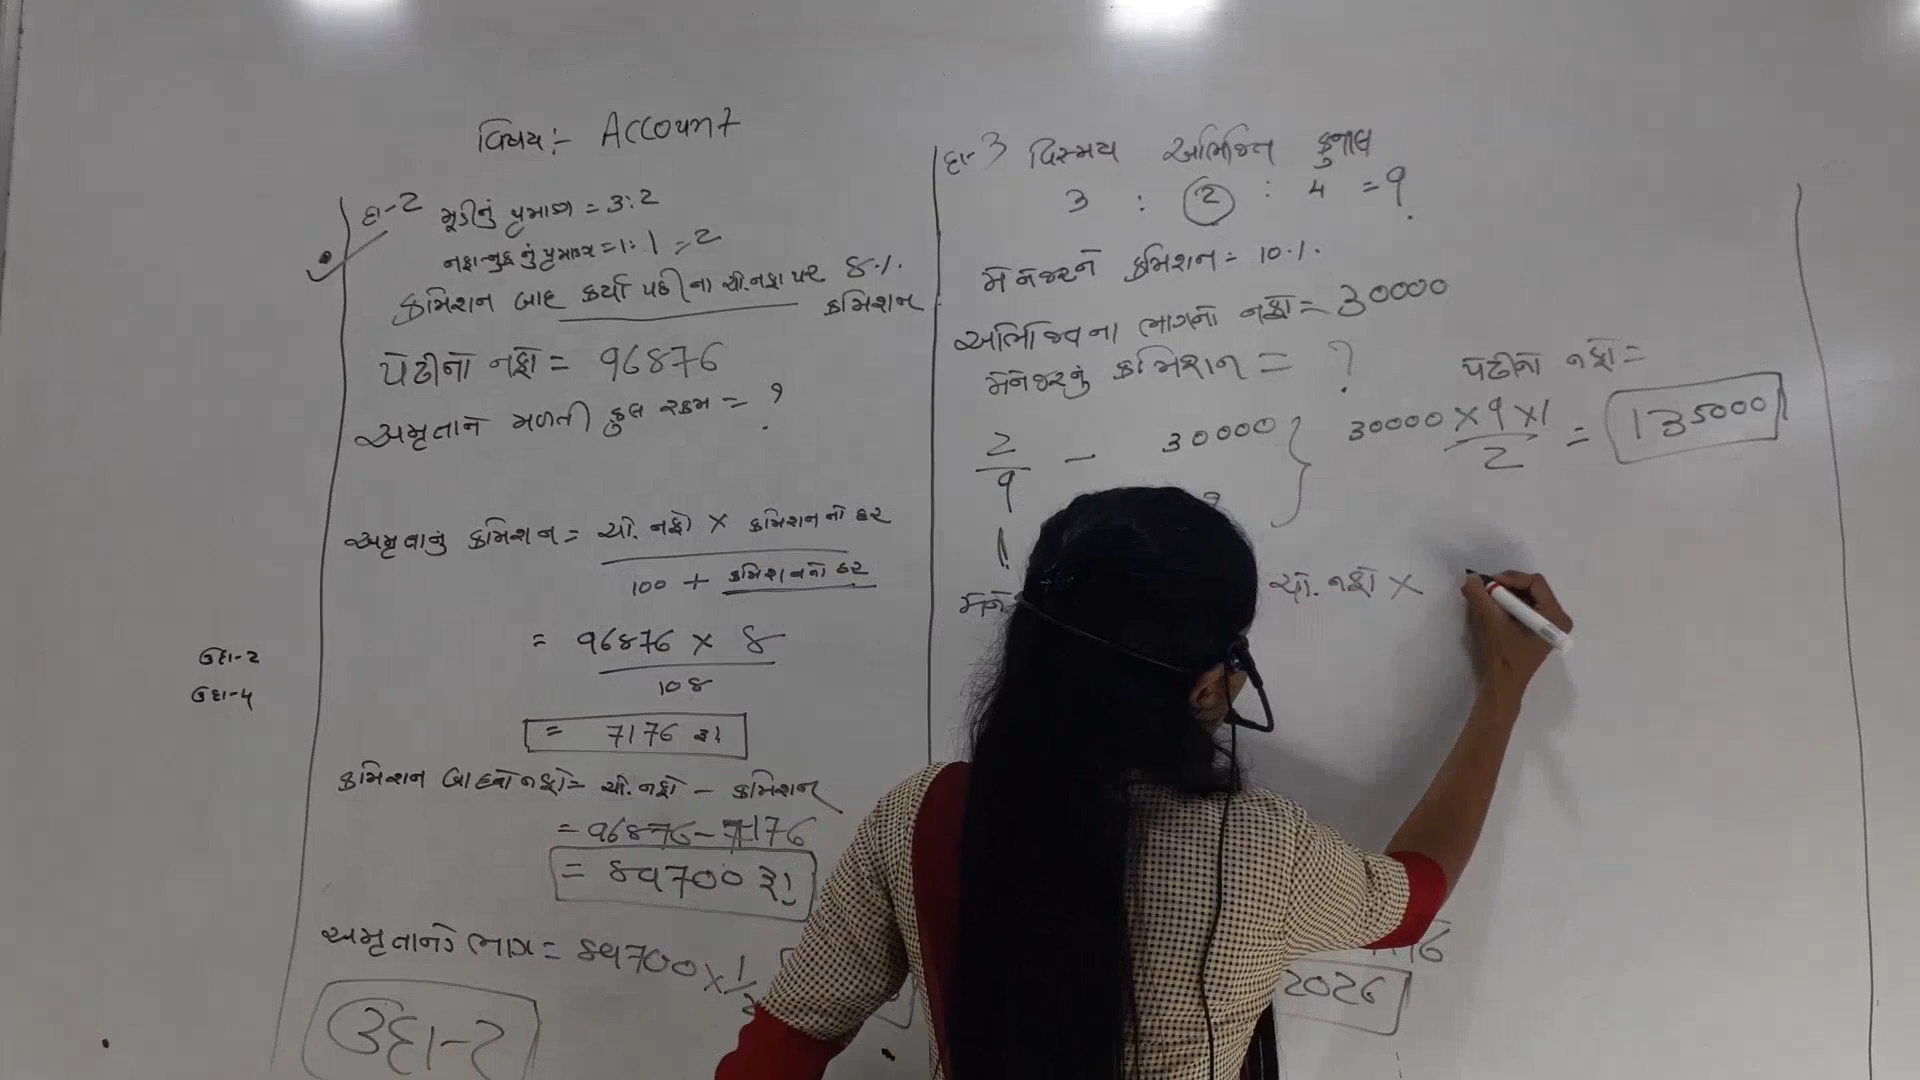 વિષય:- Account
દા-2 મૂડીનું પ્રમાણ = 3:2
નફા-નુક્શાનનું પ્રમાણ = 1:1 = 2
કમિશન બાદ કર્યા પછીના ચો.નફા પર 8%
કમિશન
પેઢીનો નફો = 96876
અમૃતાને મળતી કુલ રકમ = ?
અમૃતાનું કમિશન = ચો. નફો × કમિશનનો દર
100 + કમિશનનો દર
= 96876 × 8
108
= 7176 રૂ!
કમિશન બાદનો નફો = ચો. નફો - કમિશન
= 96876 - 7176
= 89700 રૂ!
અમૃતાનો ભાગ = 89700 × 1/2
ઉદા-2
ઉદા-2
ઉદા-4
દા-3 વિસ્મય અભિજિત કુનાલ
3 : 2 : 4 = 9
મેનેજરને કમિશન = 10%
અભિજિતના ભાગનો નફો = 30000
મેનેજરનું કમિશન = ?
પેઢીનો નફો =
2/9 - 30000 } 30000 × 9 × 1 / 2 = 135000
1
ચો. નફો ×
2026